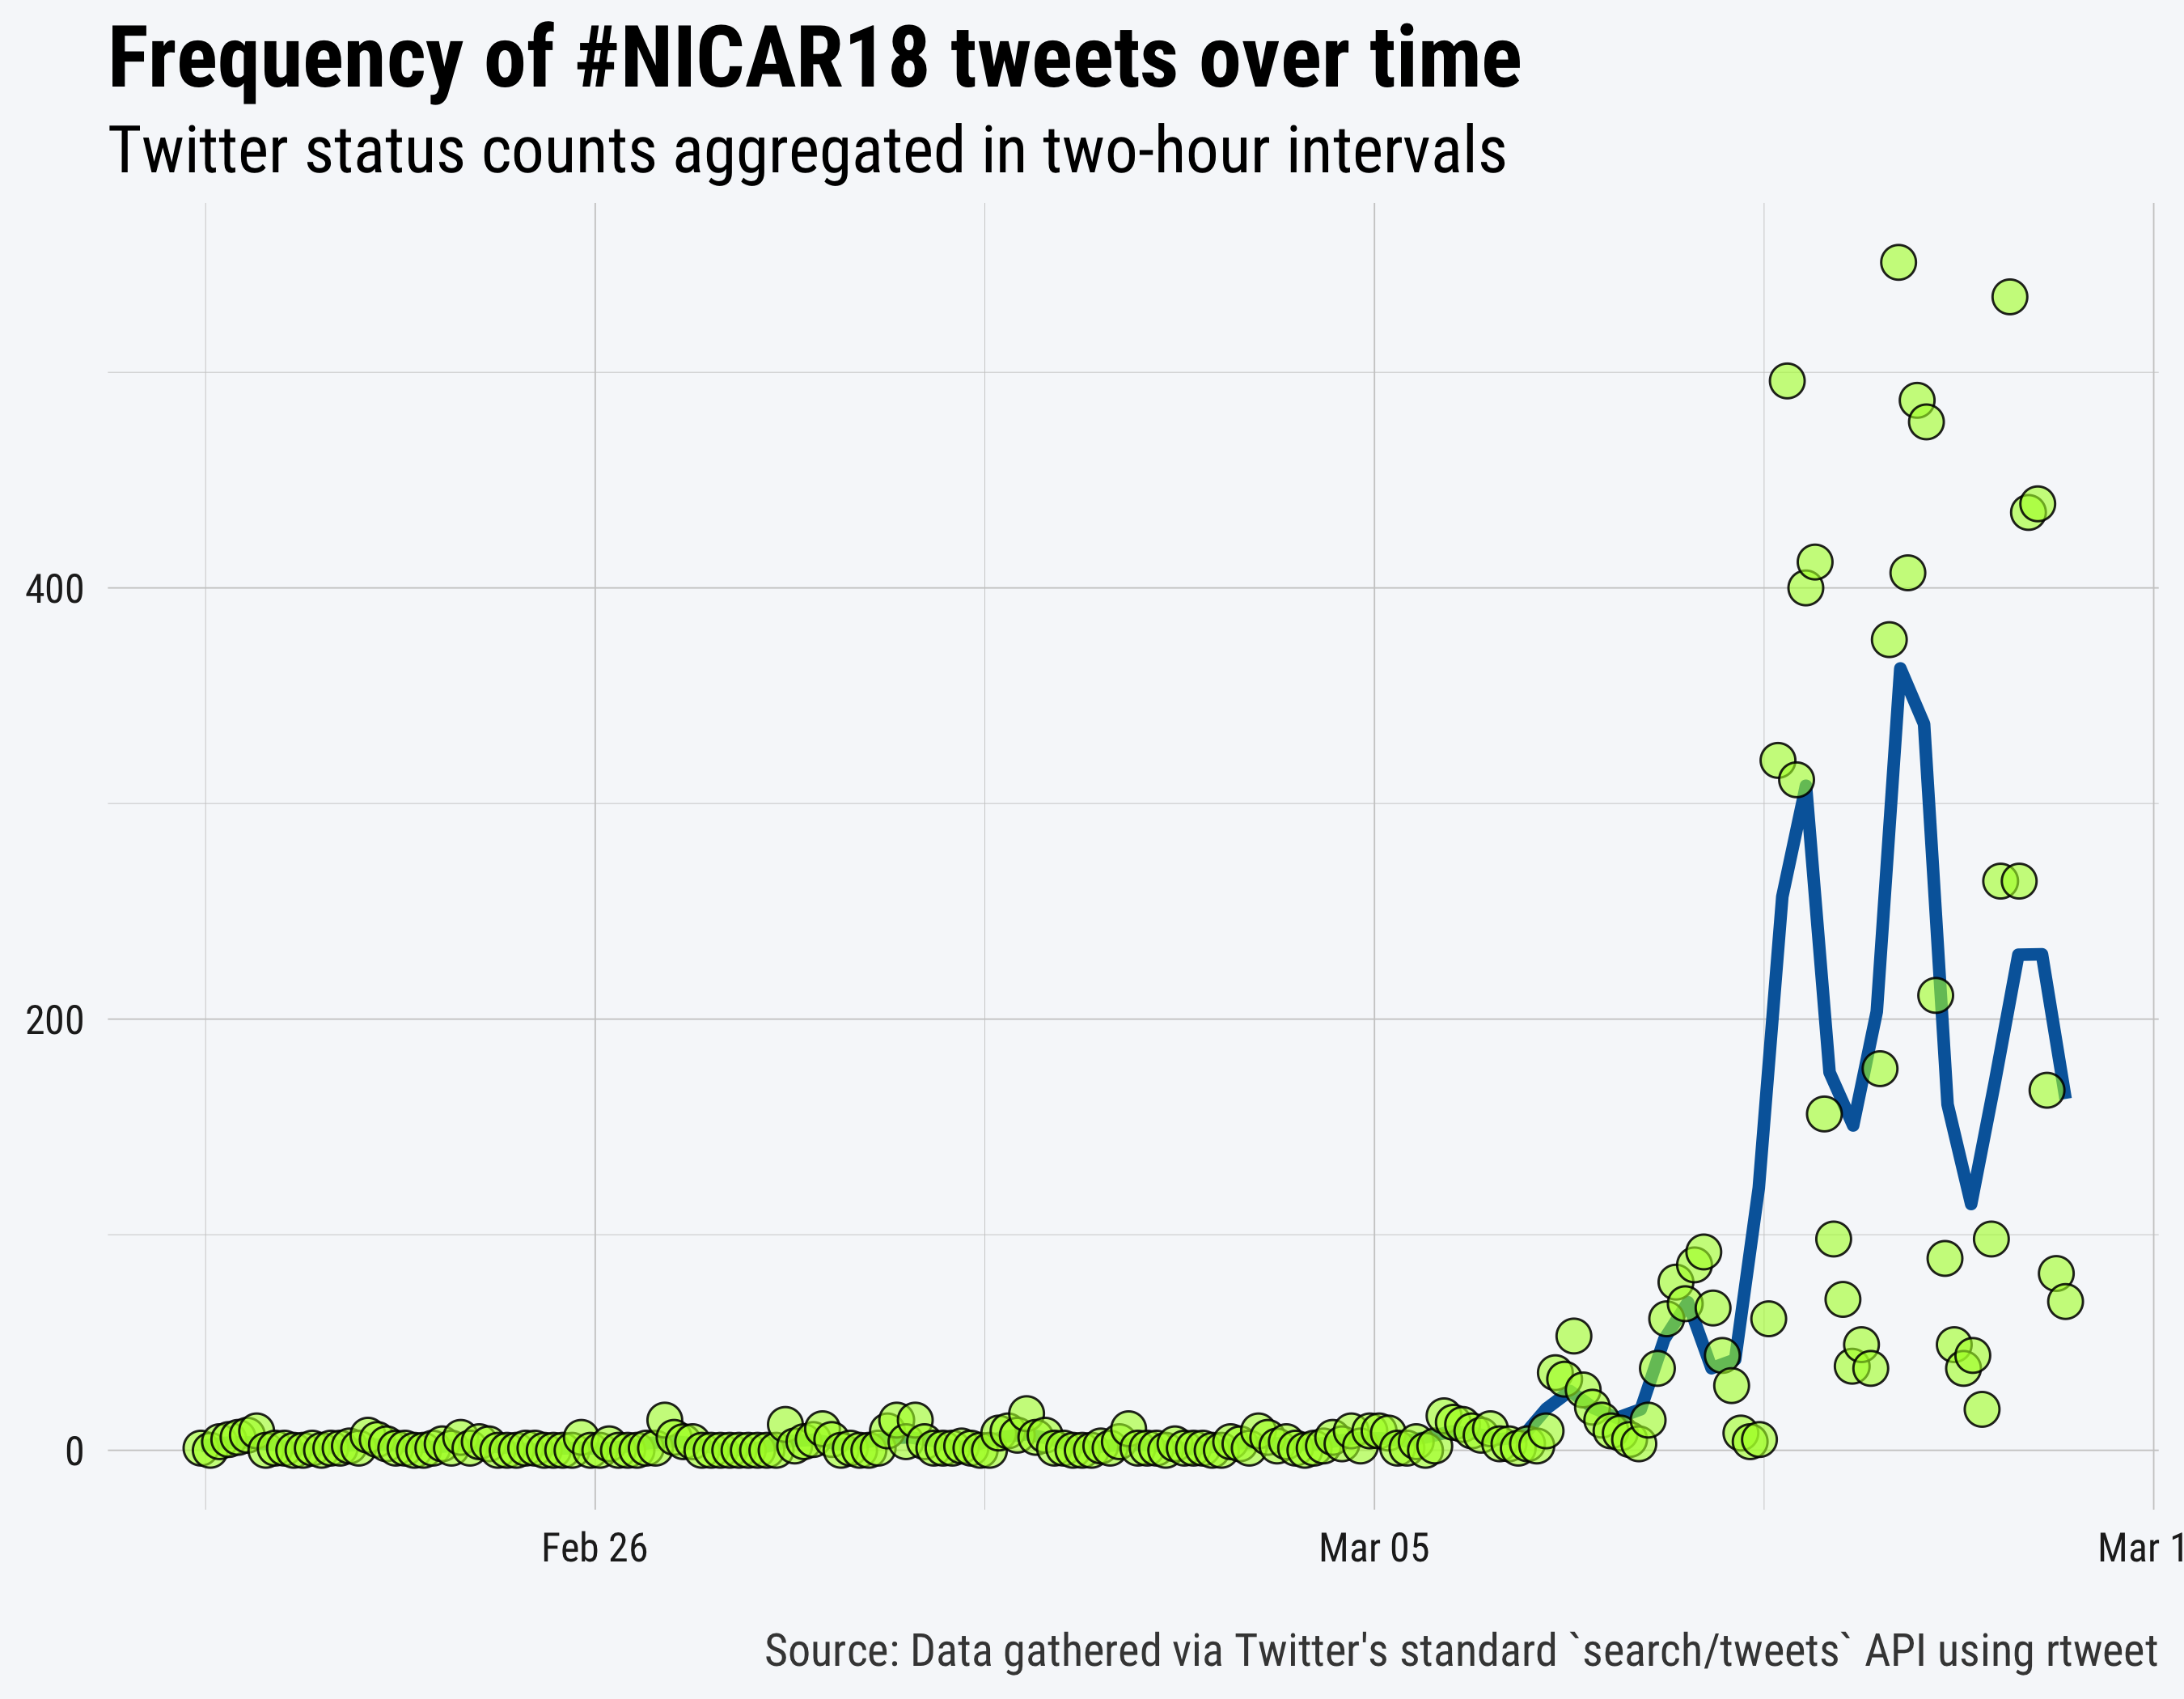 Frequency of #NICAR18 tweets over time
Twitter status counts aggregated in two-hour intervals
400
200
0
Feb 26
Mar 05
Mar 1
Source: Data gathered via Twitter's standard `search/tweets` API using rtweet